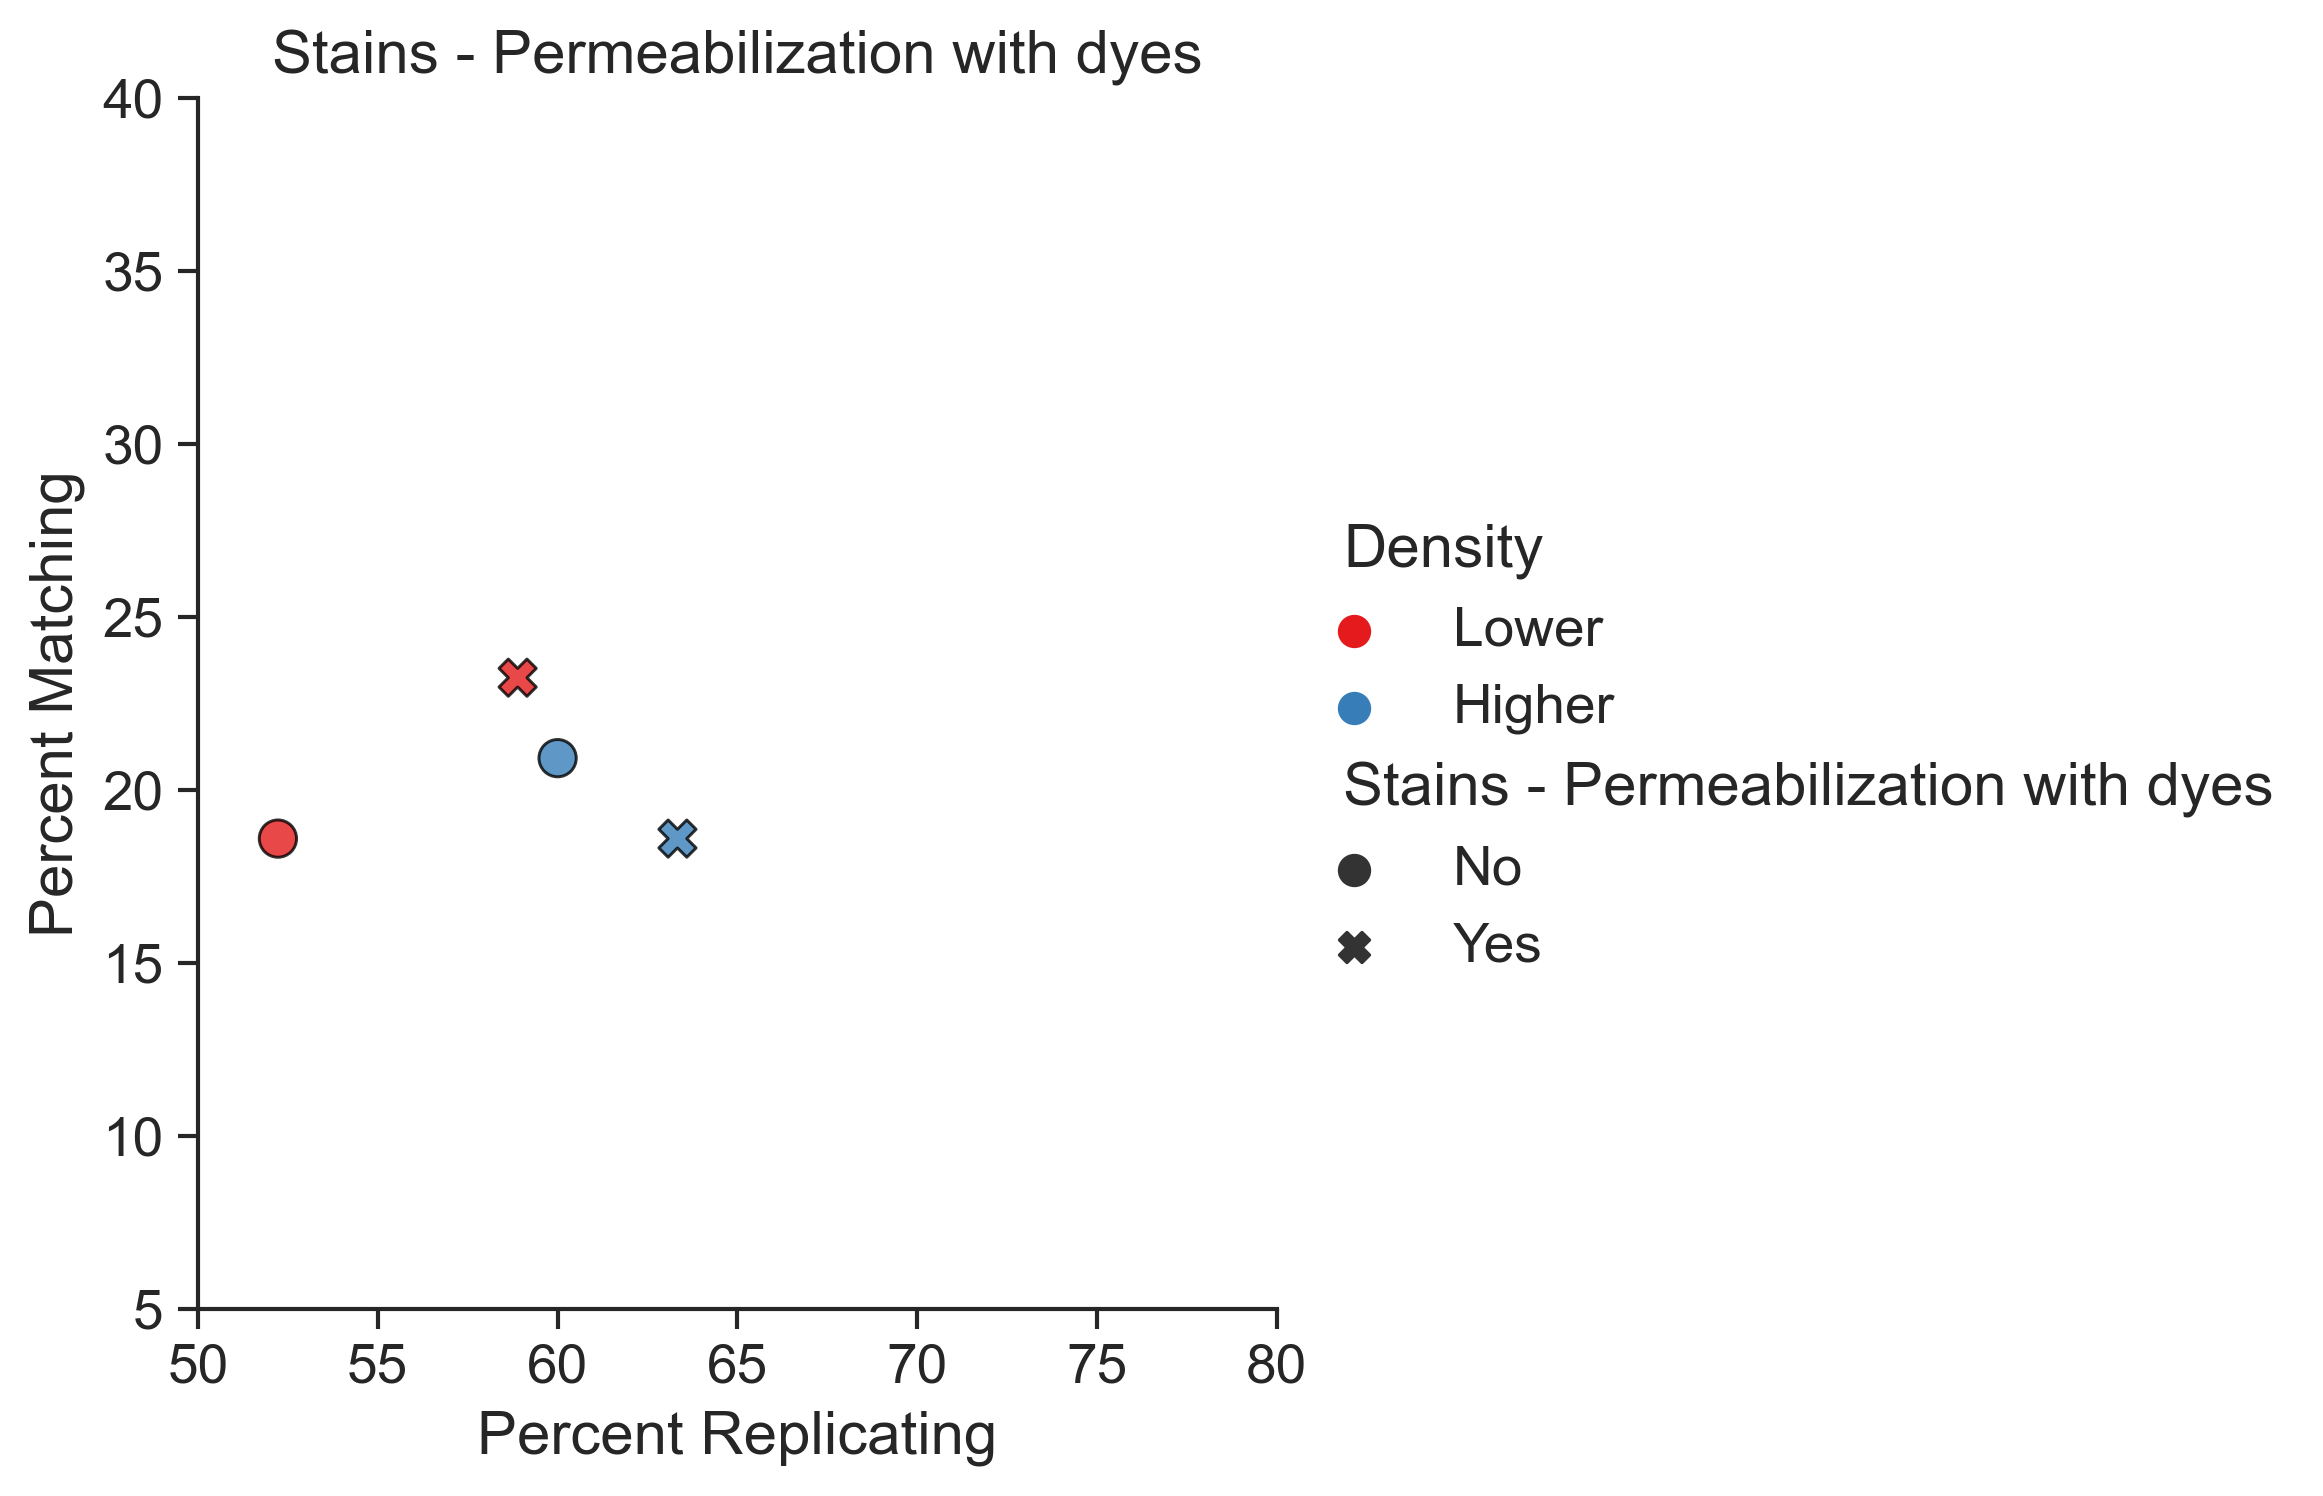 Stains - Permeabilization with dyes
40
35
30
25
20
15
10
5
Percent Matching
50 55 60 65 70 75 80
Percent Replicating
Density
Lower
Higher
Stains - Permeabilization with dyes
No
Yes